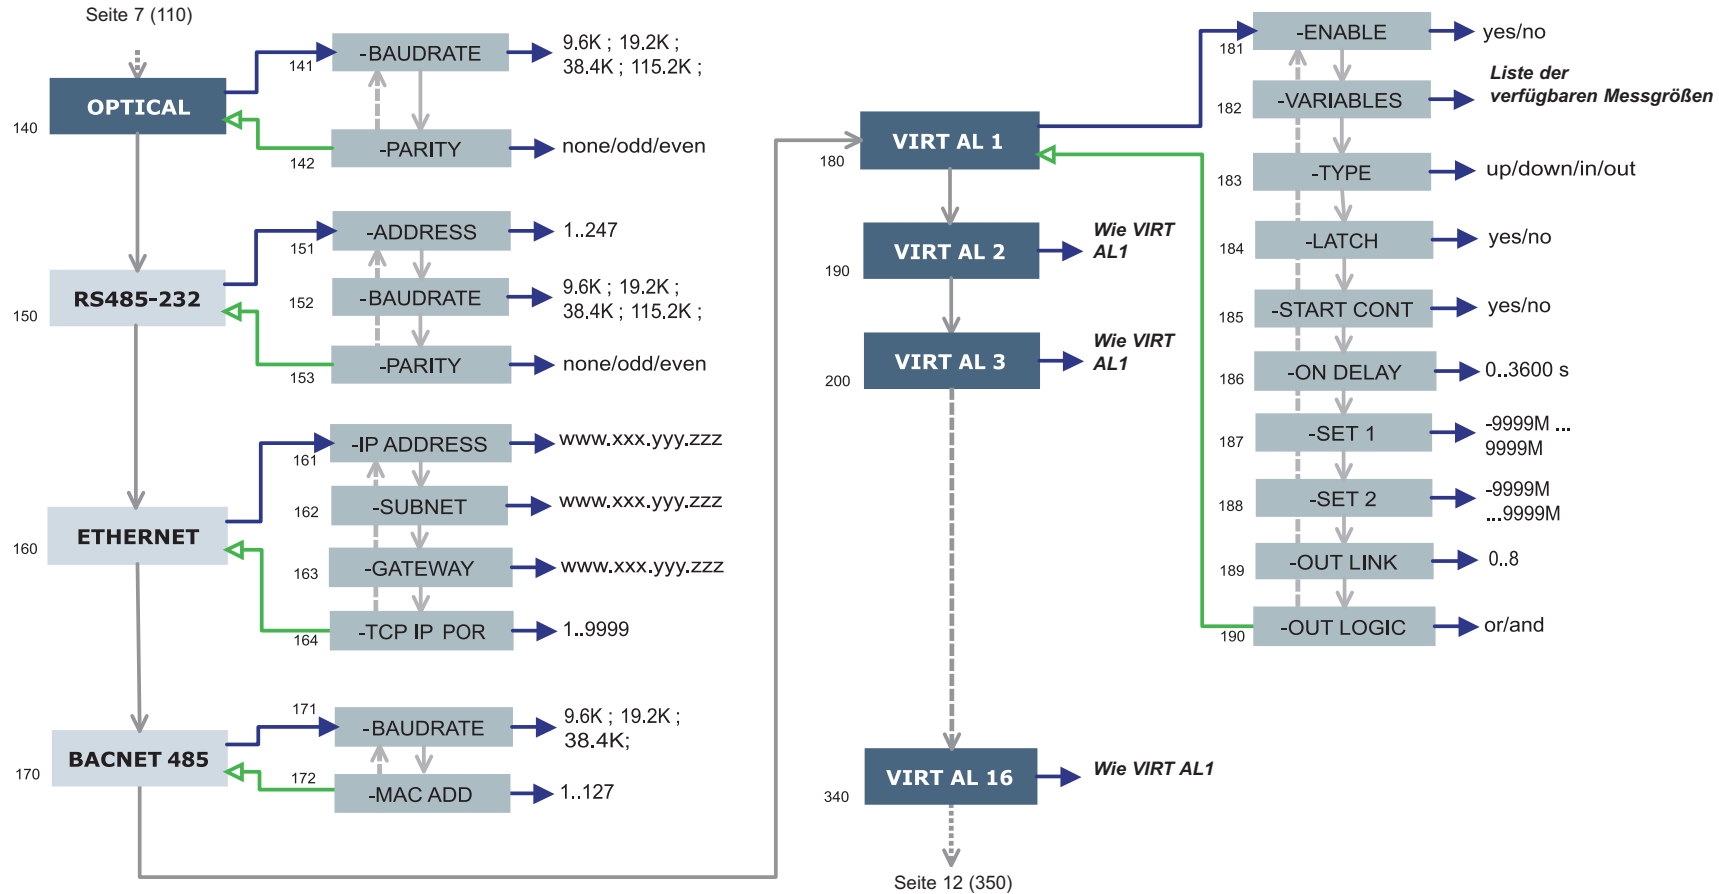 Seite 7 (110)
OPTICAL
140
141
-BAUDRATE
9.6K ; 19.2K ;
38.4K ; 115.2K ;
142
-PARITY
none/odd/even
RS485-232
150
151
-ADDRESS
1..247
152
-BAUDRATE
9.6K ; 19.2K ;
38.4K ; 115.2K ;
153
-PARITY
none/odd/even
ETHERNET
160
161
-IP ADDRESS
www.xxx.yyy.zzz
162
-SUBNET
www.xxx.yyy.zzz
163
-GATEWAY
www.xxx.yyy.zzz
164
-TCP IP POR
1..9999
BACNET 485
170
171
-BAUDRATE
9.6K ; 19.2K ;
38.4K;
172
-MAC ADD
1..127
VIRT AL 1
180
VIRT AL 2
190
Wie VIRT
AL1
VIRT AL 3
200
Wie VIRT
AL1
VIRT AL 16
340
Wie VIRT AL1
Seite 12 (350)
181
-ENABLE
yes/no
182
-VARIABLES
Liste der
verfügbaren Messgrößen
183
-TYPE
up/down/in/out
184
-LATCH
yes/no
185
-START CONT
yes/no
186
-ON DELAY
0..3600 s
187
-SET 1
-9999M ...
9999M
188
-SET 2
-9999M
...9999M
189
-OUT LINK
0..8
190
-OUT LOGIC
or/and